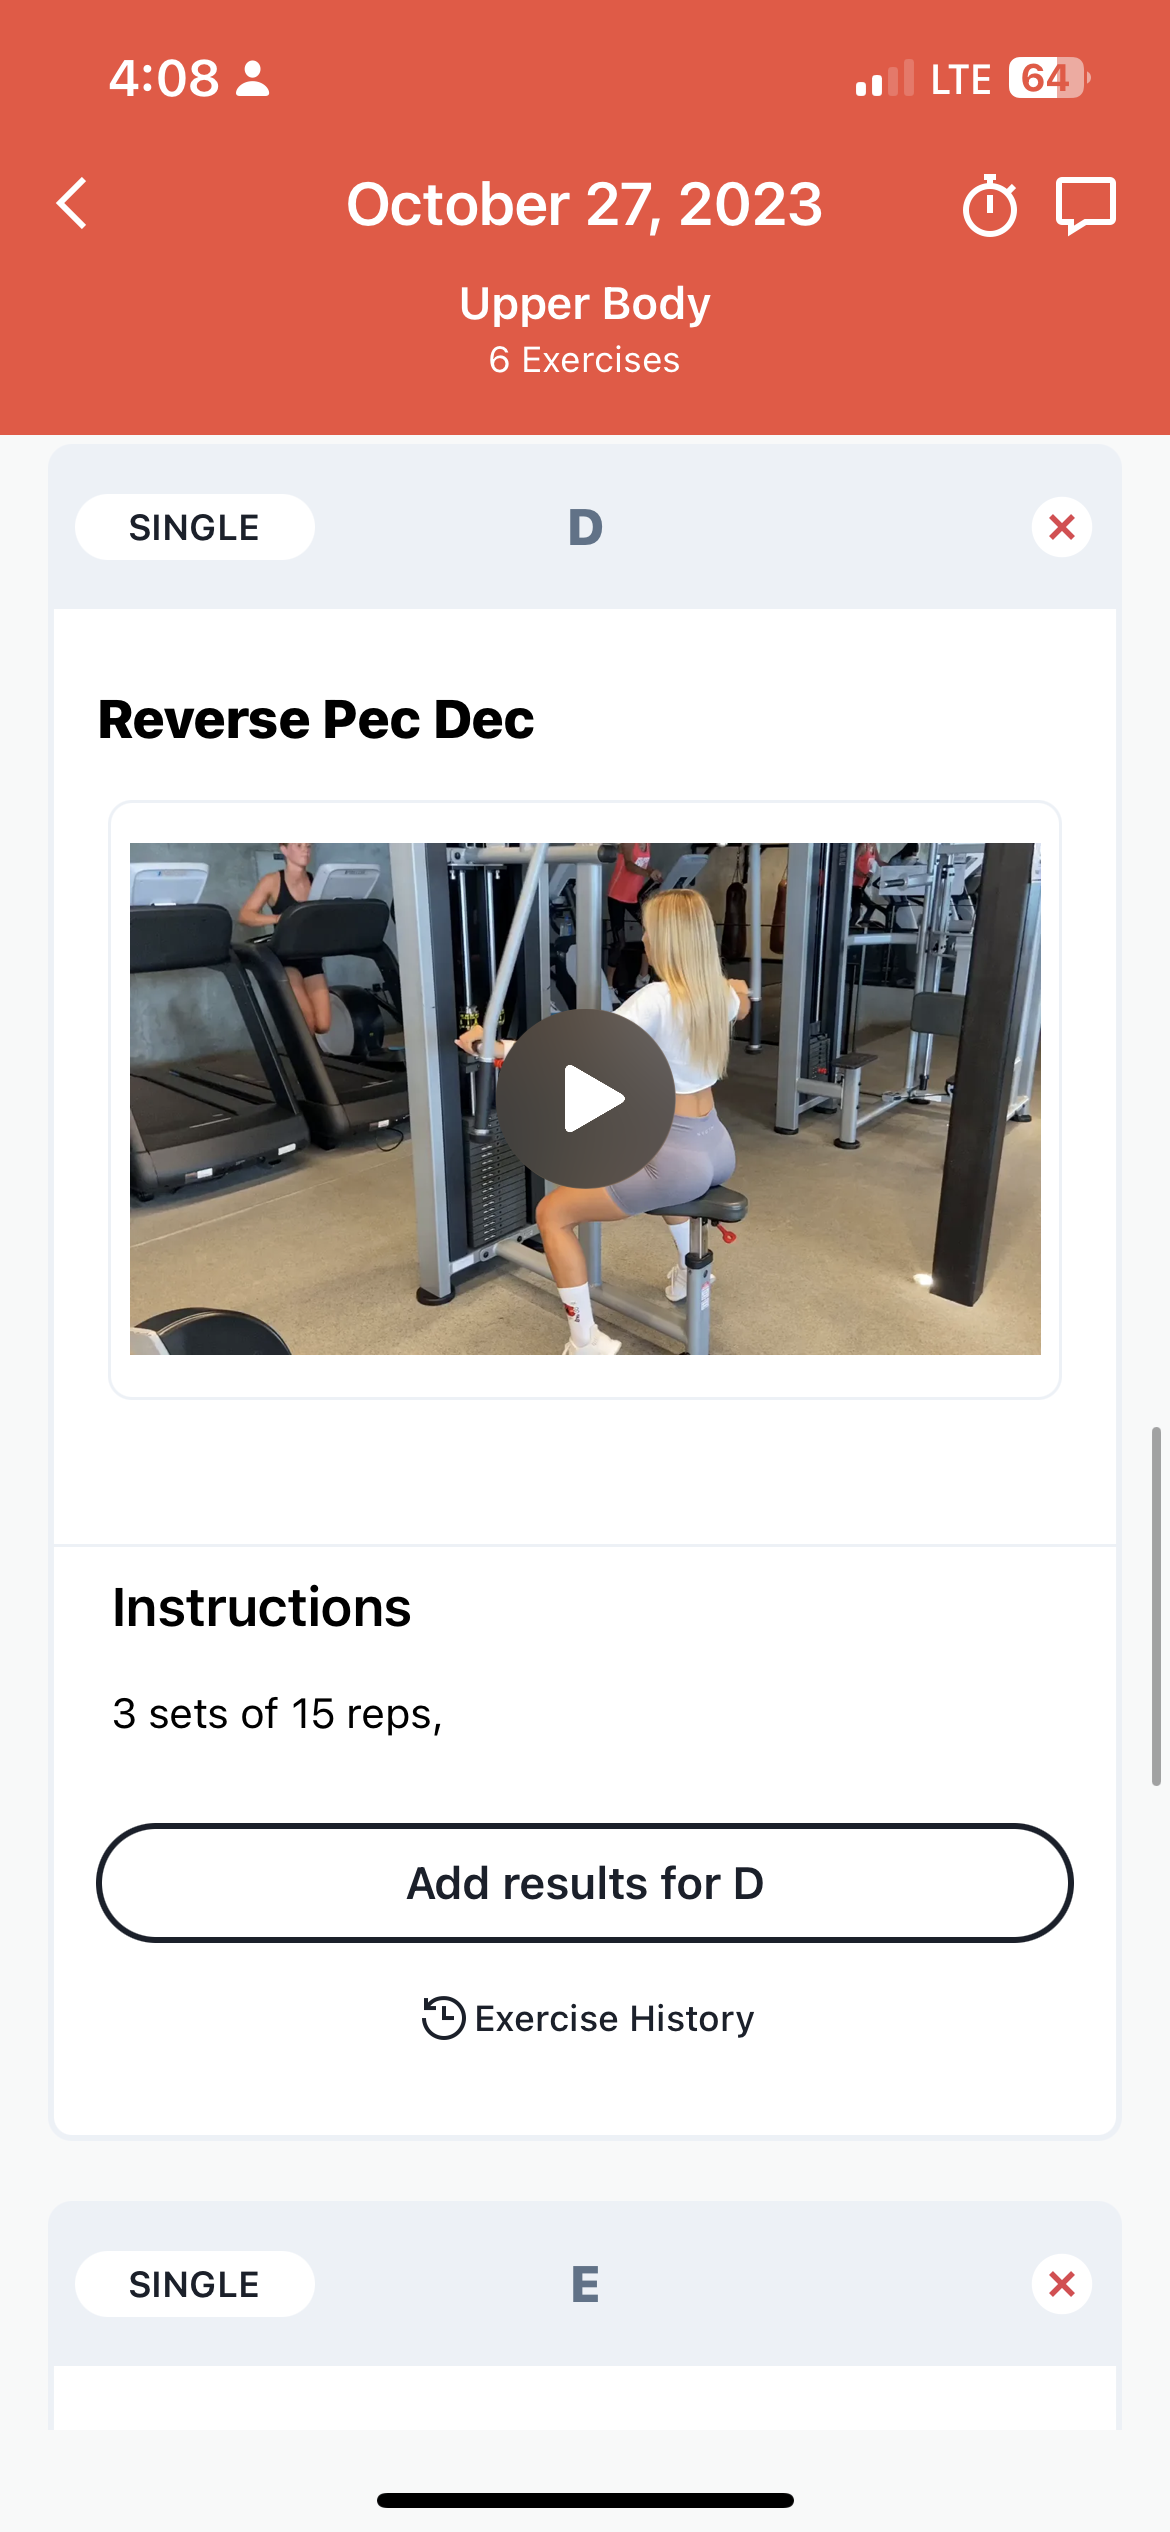 4:08
LTE 64
October 27, 2023
Upper Body
6 Exercises
SINGLE
D
Reverse Pec Dec
Instructions
3 sets of 15 reps,
Add results for D
Exercise History
SINGLE
E